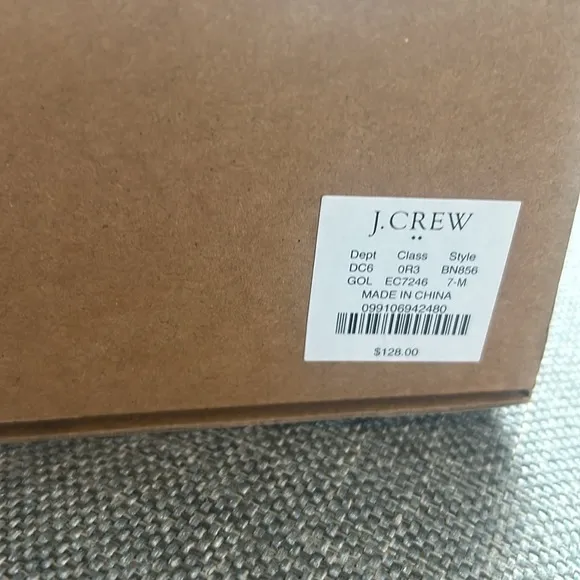 J.CREW
Dept Class Style
DC6 0R3 BN856
GOL EC7246 7-M
MADE IN CHINA
099106942480
$128.00